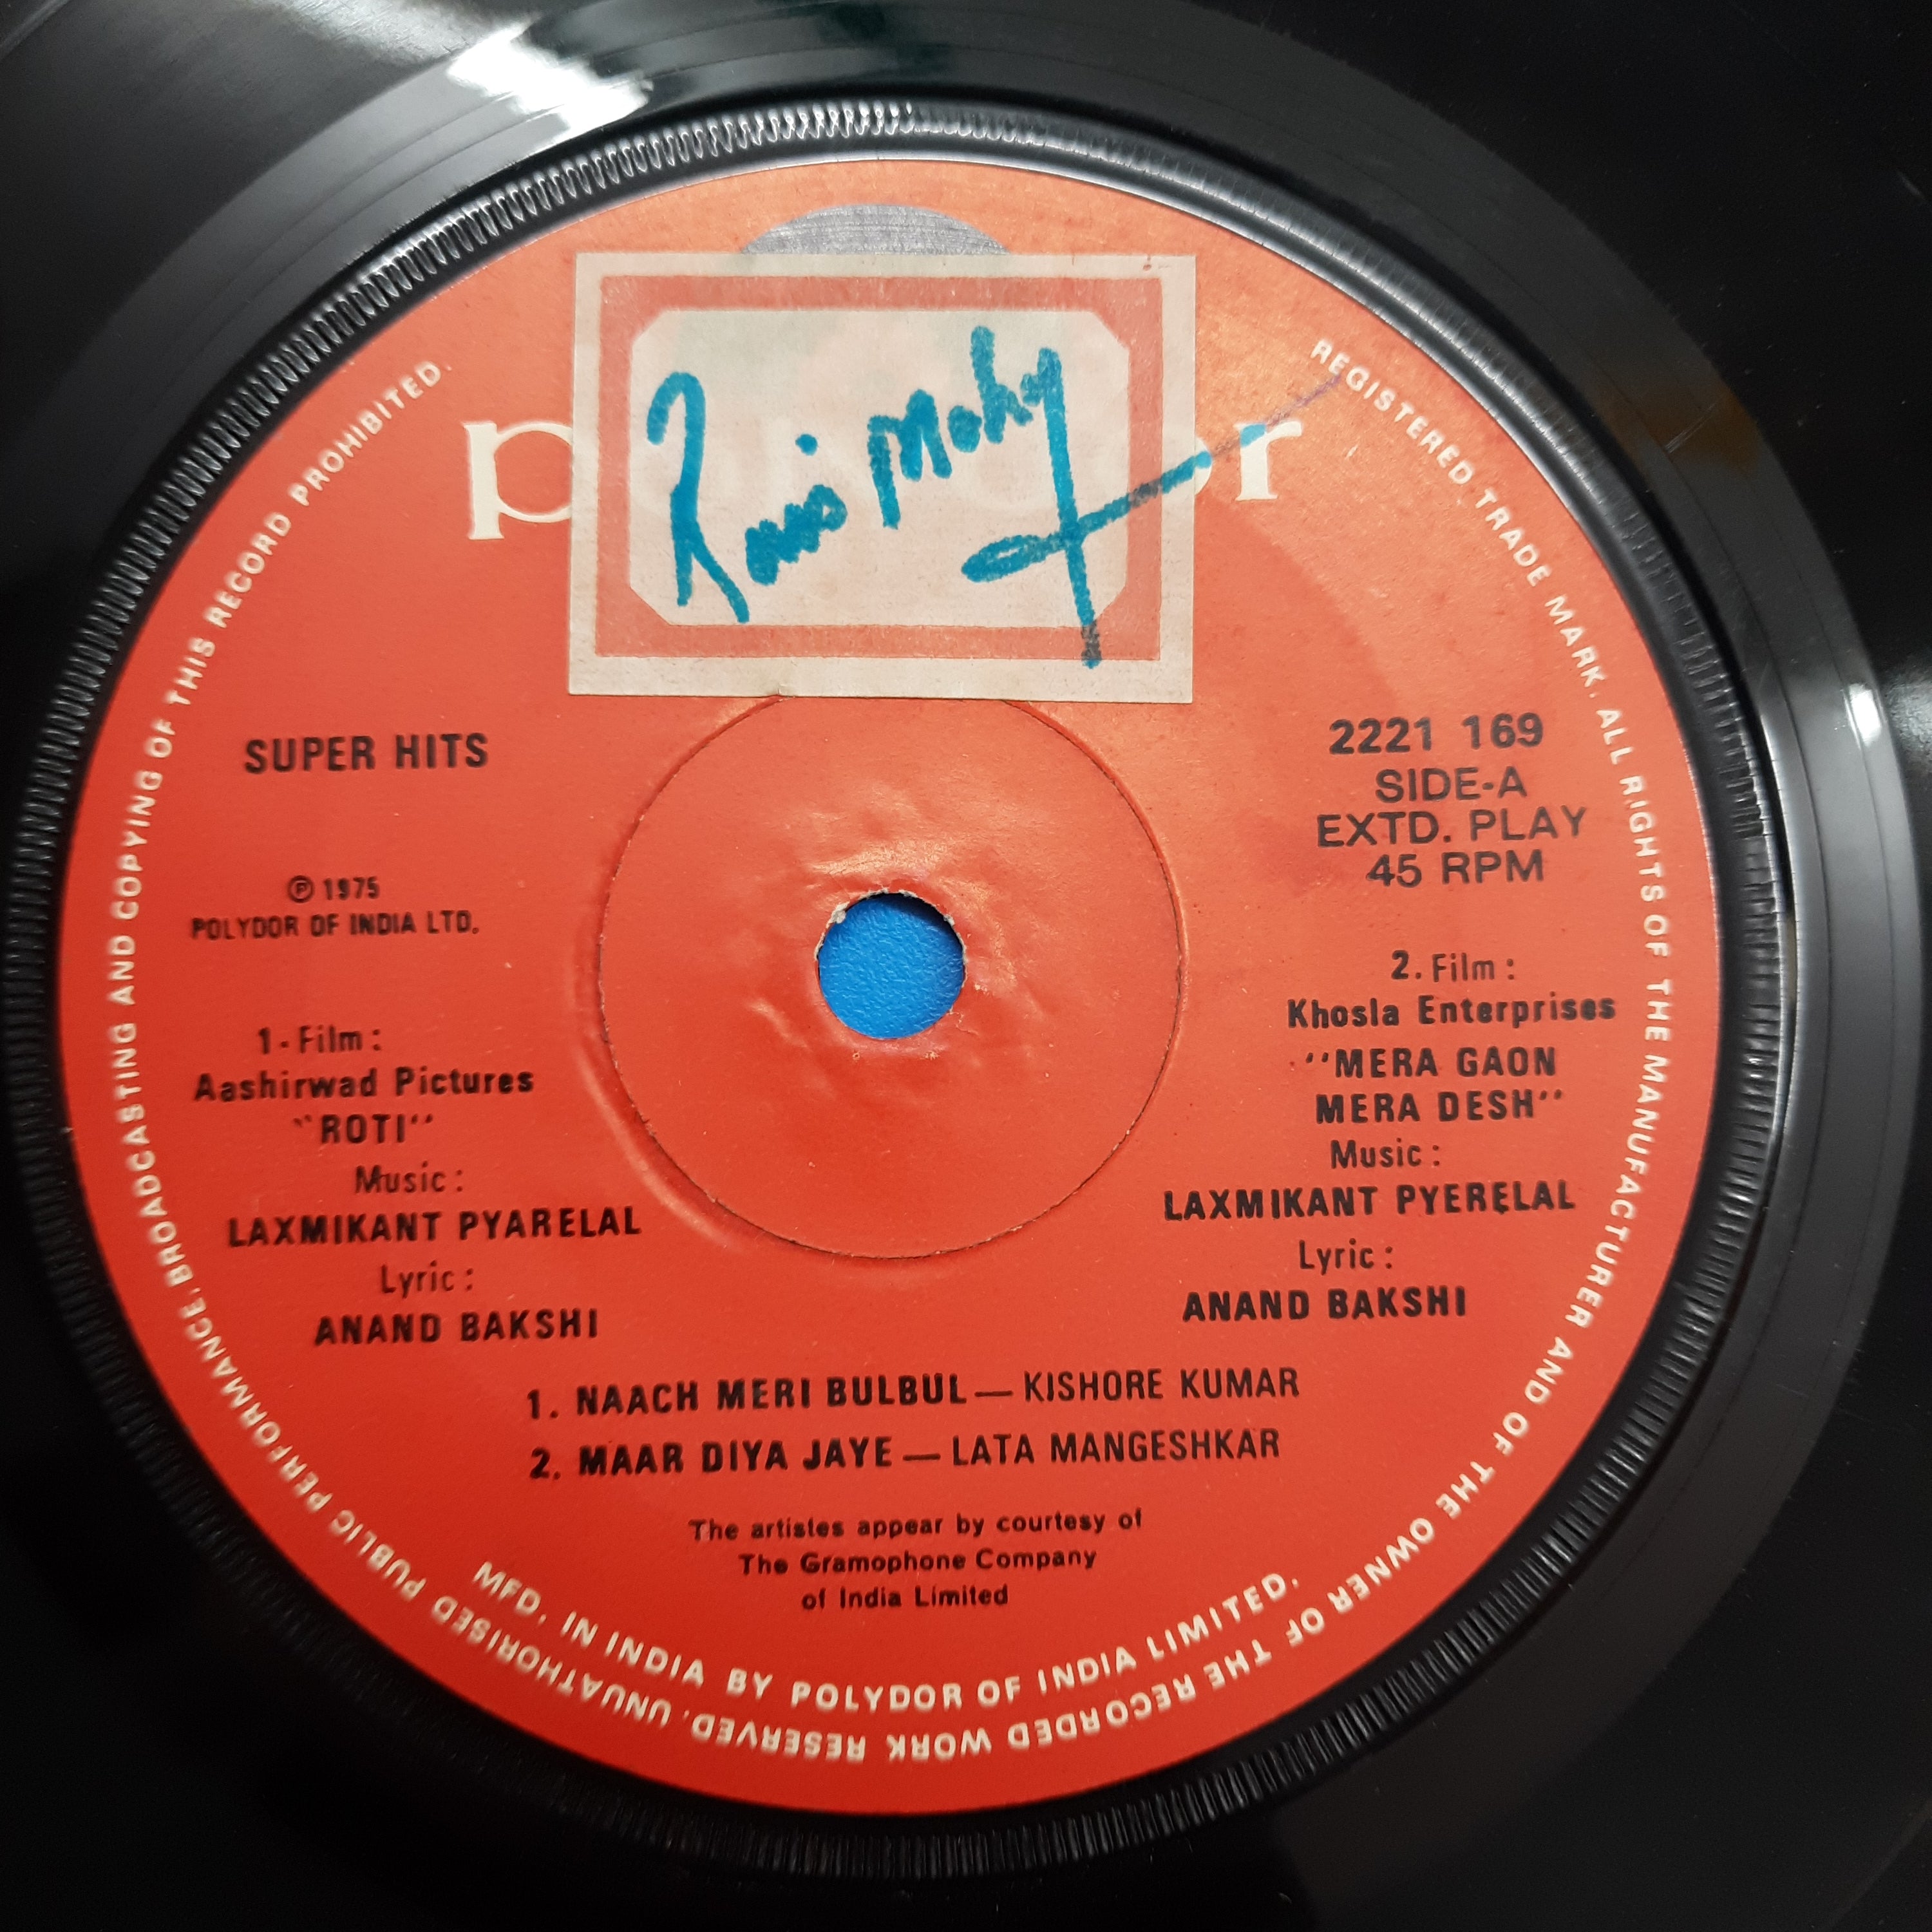 REGISTERED TRADE MARK. ALL RIGHTS OF THE MANUFACTURER AND OF THE OWNER OF THE RECORDED WORK RESERVED. UNUATHORISED PUBLIC PERFORMANCE. BROADCASTING AND COPYING OF THIS RECORD PROHIBITED.
SUPER HITS
℗ 1975
POLYDOR OF INDIA LTD.
2221 169
SIDE-A
EXTD. PLAY
45 RPM
1-Film:
Aashirwad Pictures
"ROTI"
Music:
LAXMIKANT PYARELAL
Lyric:
ANAND BAKSHI
2. Film:
Khosla Enterprises
"MERA GAON
MERA DESH"
Music:
LAXMIKANT PYERELAL
Lyric:
ANAND BAKSHI
1. NAACH MERI BULBUL — KISHORE KUMAR
2. MAAR DIYA JAYE — LATA MANGESHKAR
The artistes appear by courtesy of
The Gramophone Company
of India Limited
MFD. IN INDIA BY POLYDOR OF INDIA LIMITED.